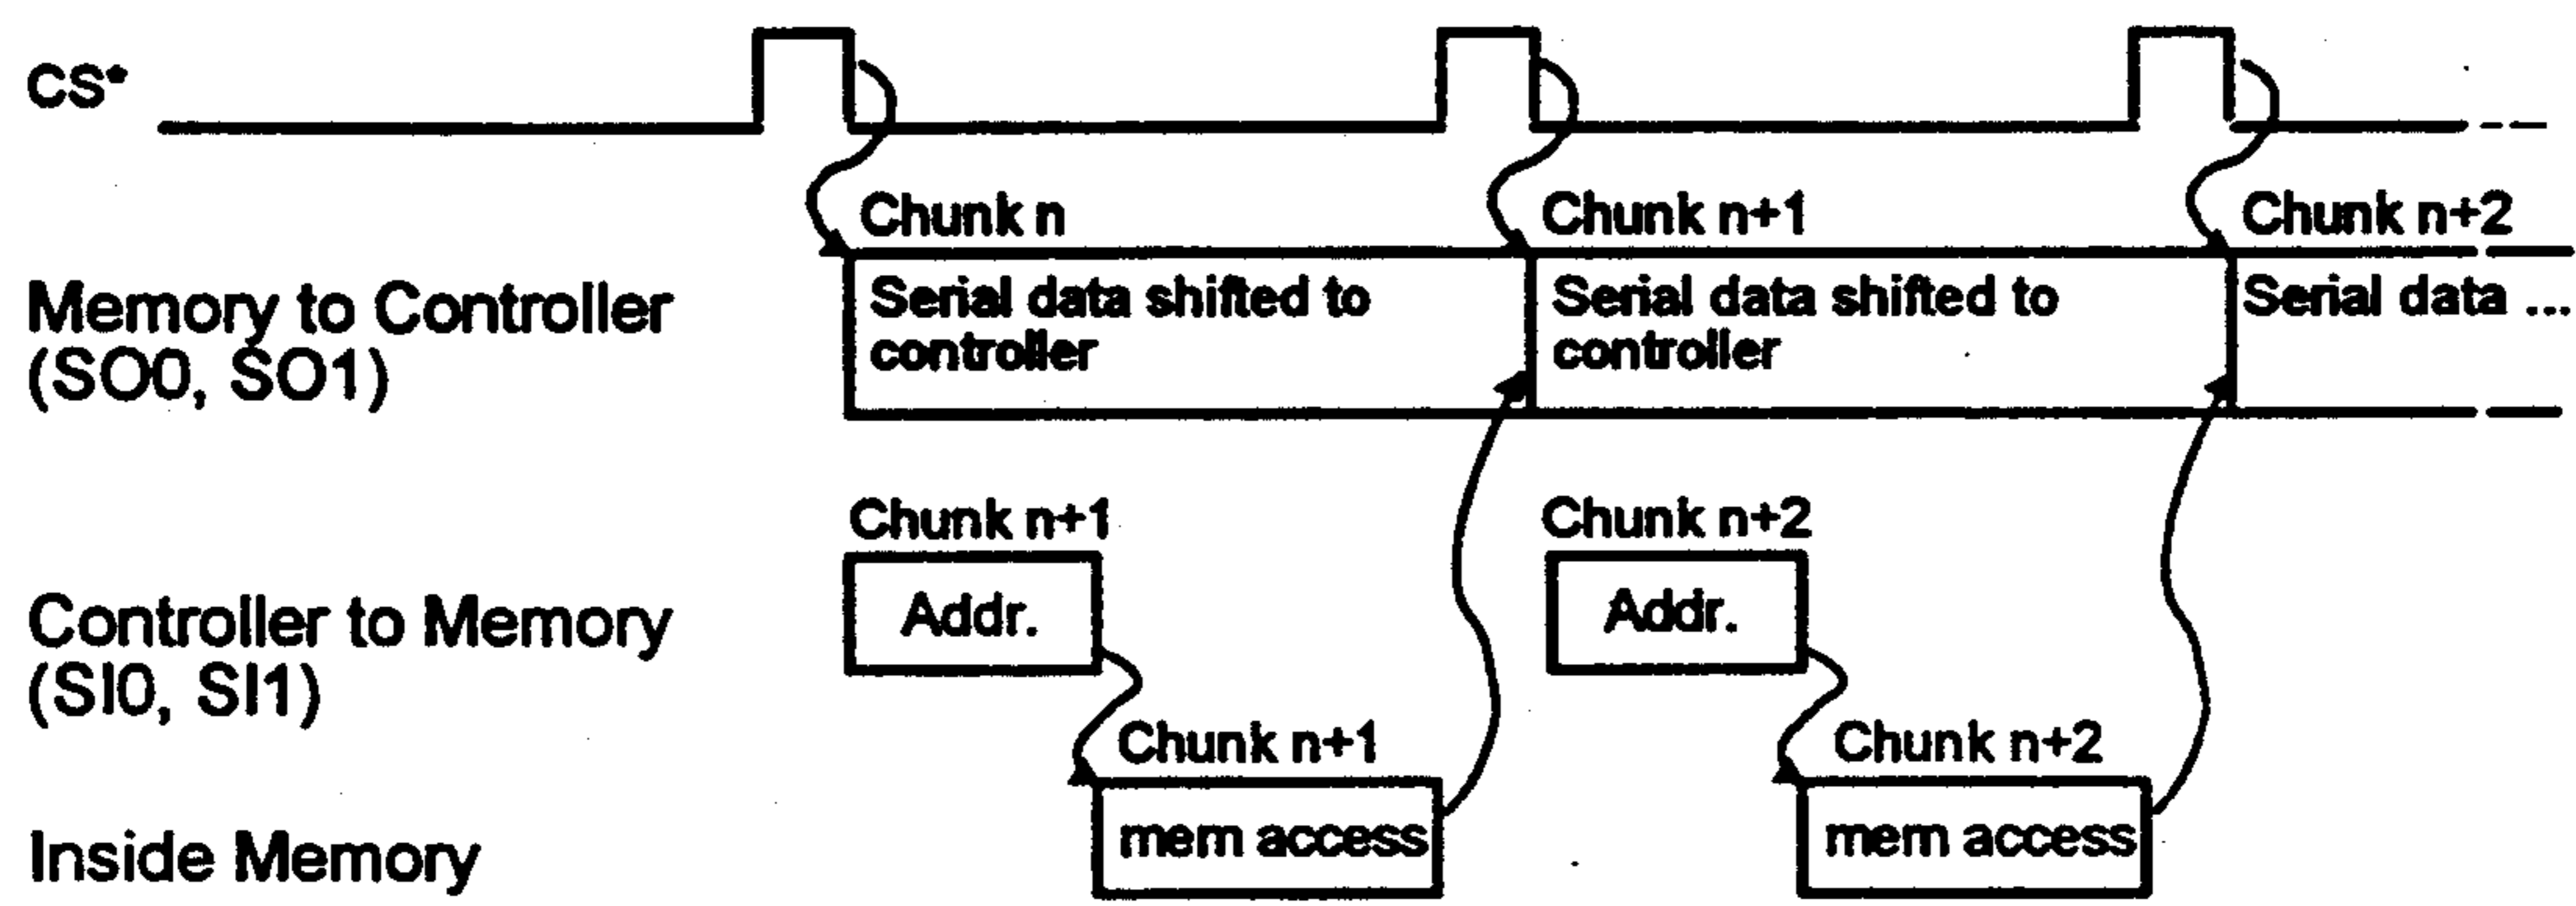 CS*
Chunk n
Chunk n+1
Chunk n+2
Memory to Controller
(SO0, SO1)
Serial data shifted to
controller
Serial data shifted to
controller
Serial data ...
Chunk n+1
Chunk n+2
Controller to Memory
(SI0, SI1)
Addr.
Addr.
Chunk n+1
Chunk n+2
Inside Memory
mem access
mem access